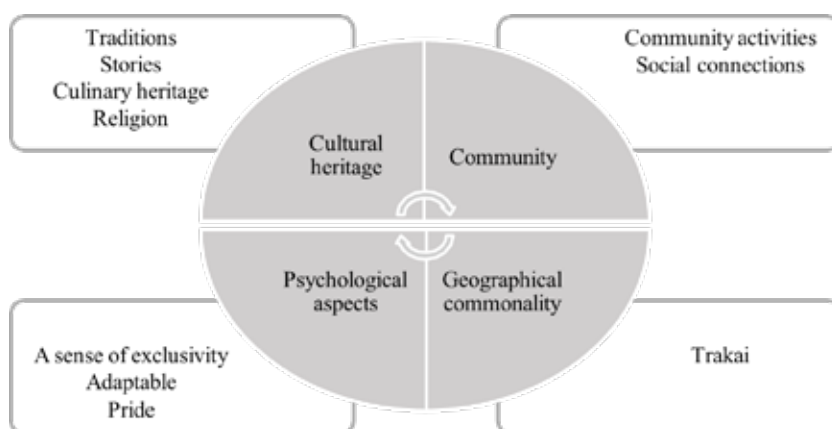 Traditions
Stories
Culinary heritage
Religion
Community activities
Social connections
Cultural
heritage
Community
Psychological
aspects
Geographical
commonality
A sense of exclusivity
Adaptable
Pride
Trakai